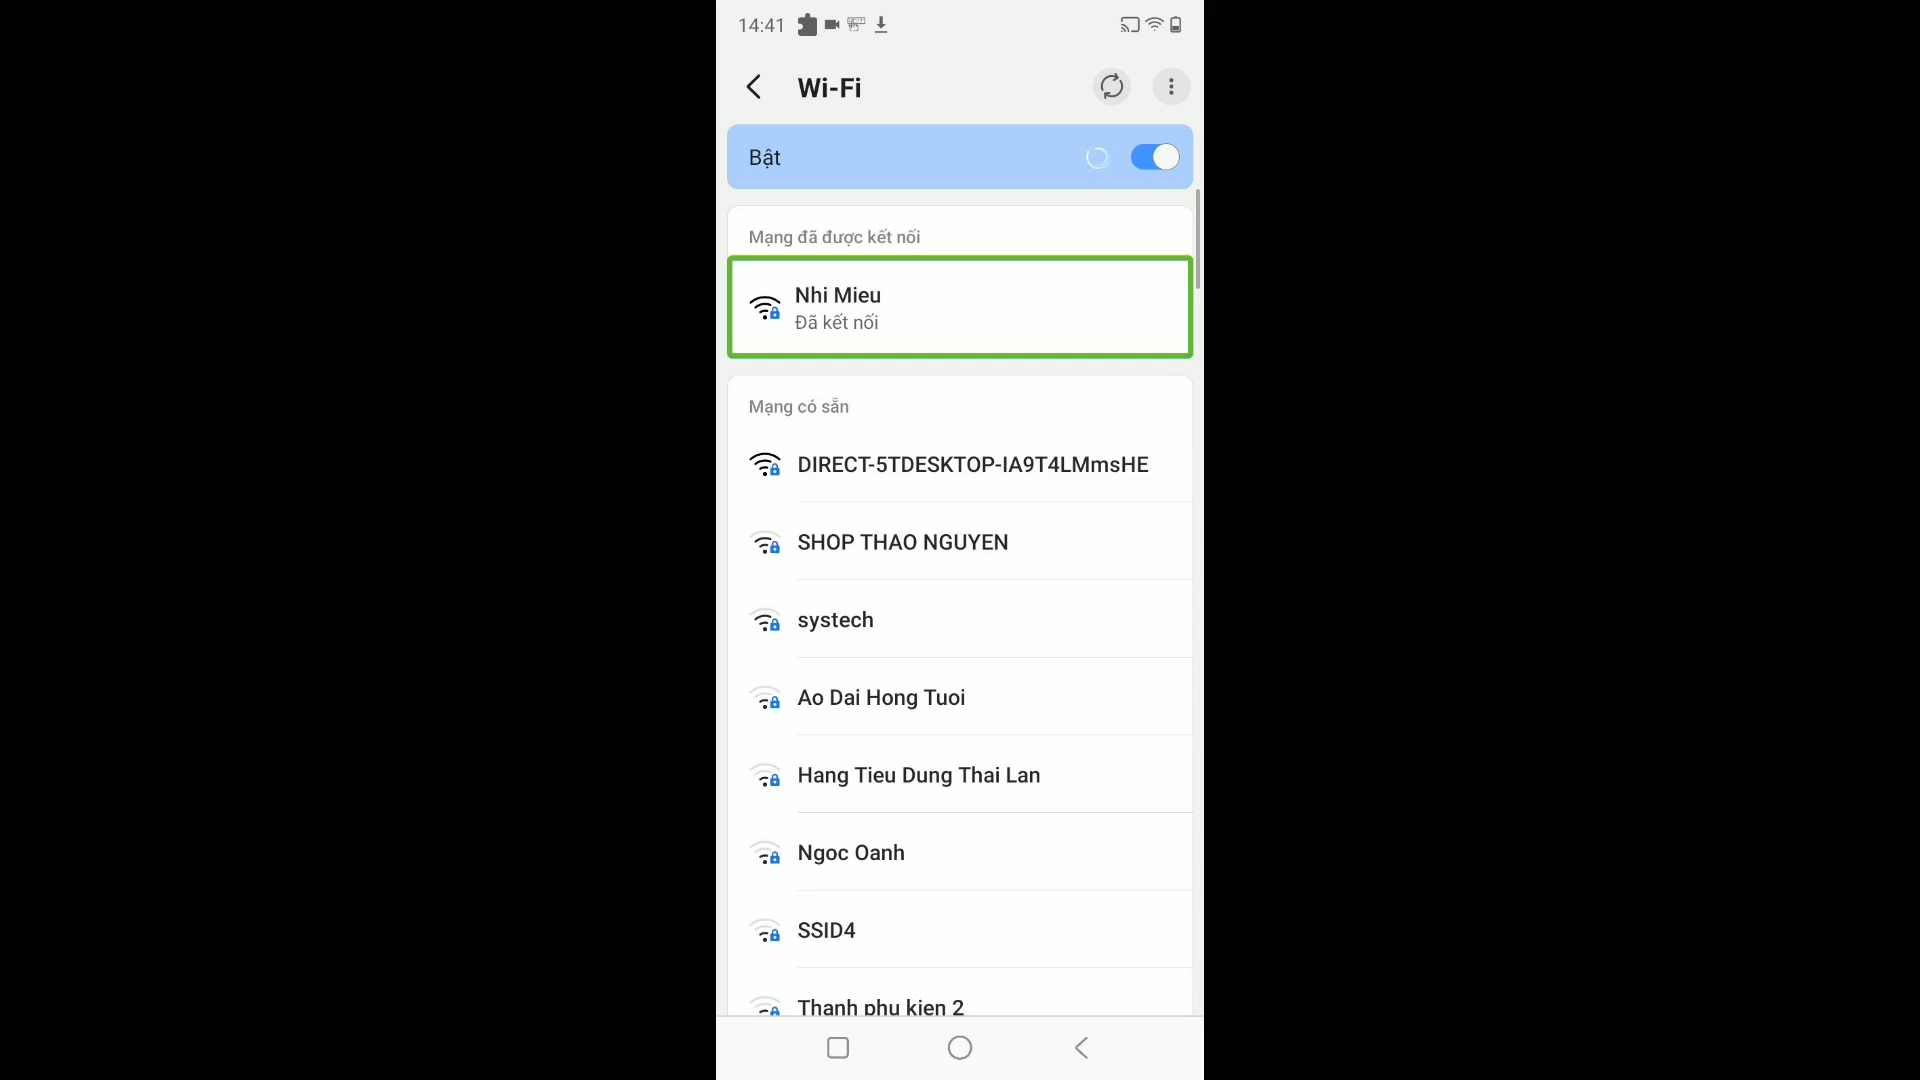 14:41
Wi-Fi
Bật
Mạng đã được kết nối
Nhi Mieu
Đã kết nối
Mạng có sẵn
DIRECT-5TDESKTOP-IA9T4LMmsHE
SHOP THAO NGUYEN
systech
Ao Dai Hong Tuoi
Hang Tieu Dung Thai Lan
Ngoc Oanh
SSID4
Thanh phu kien 2